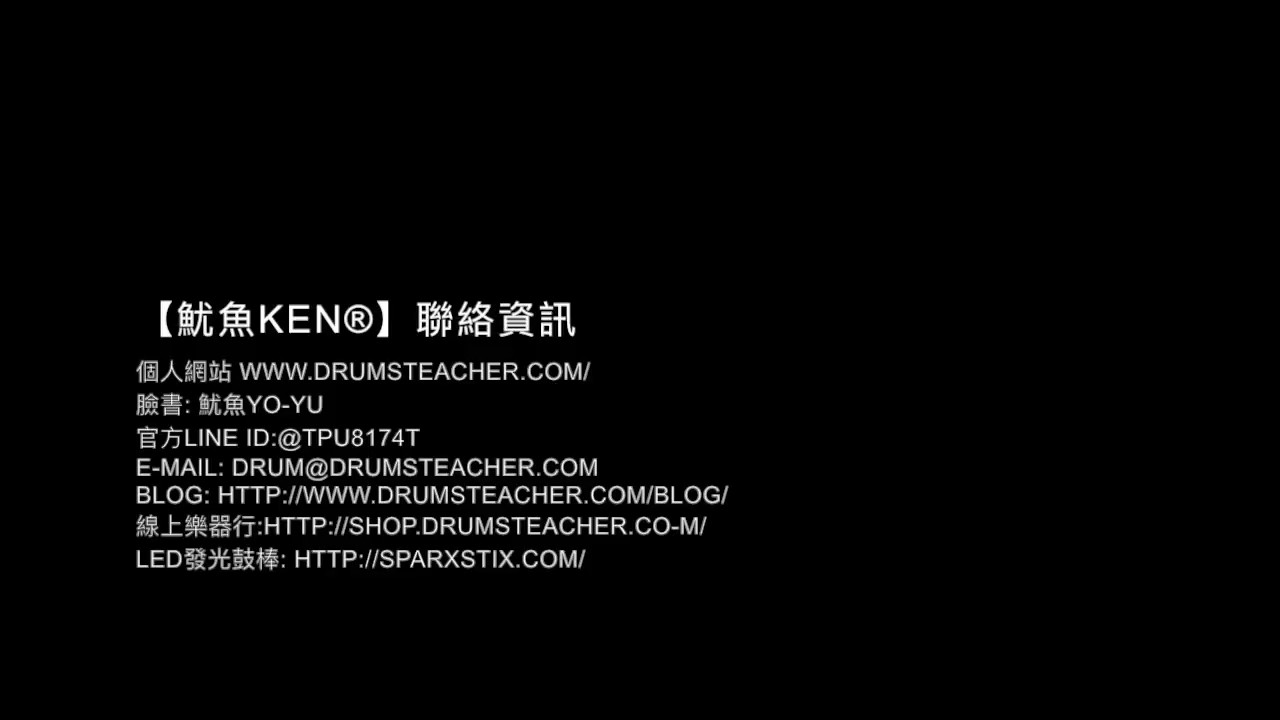 【魷魚KEN®】聯絡資訊
個人網站 WWW.DRUMSTEACHER.COM/
臉書: 魷魚YO-YU
官方LINE ID:@TPU8174T
E-MAIL: DRUM@DRUMSTEACHER.COM
BLOG: HTTP://WWW.DRUMSTEACHER.COM/BLOG/
線上樂器行:HTTP://SHOP.DRUMSTEACHER.CO-M/
LED發光鼓棒: HTTP://SPARXSTIX.COM/